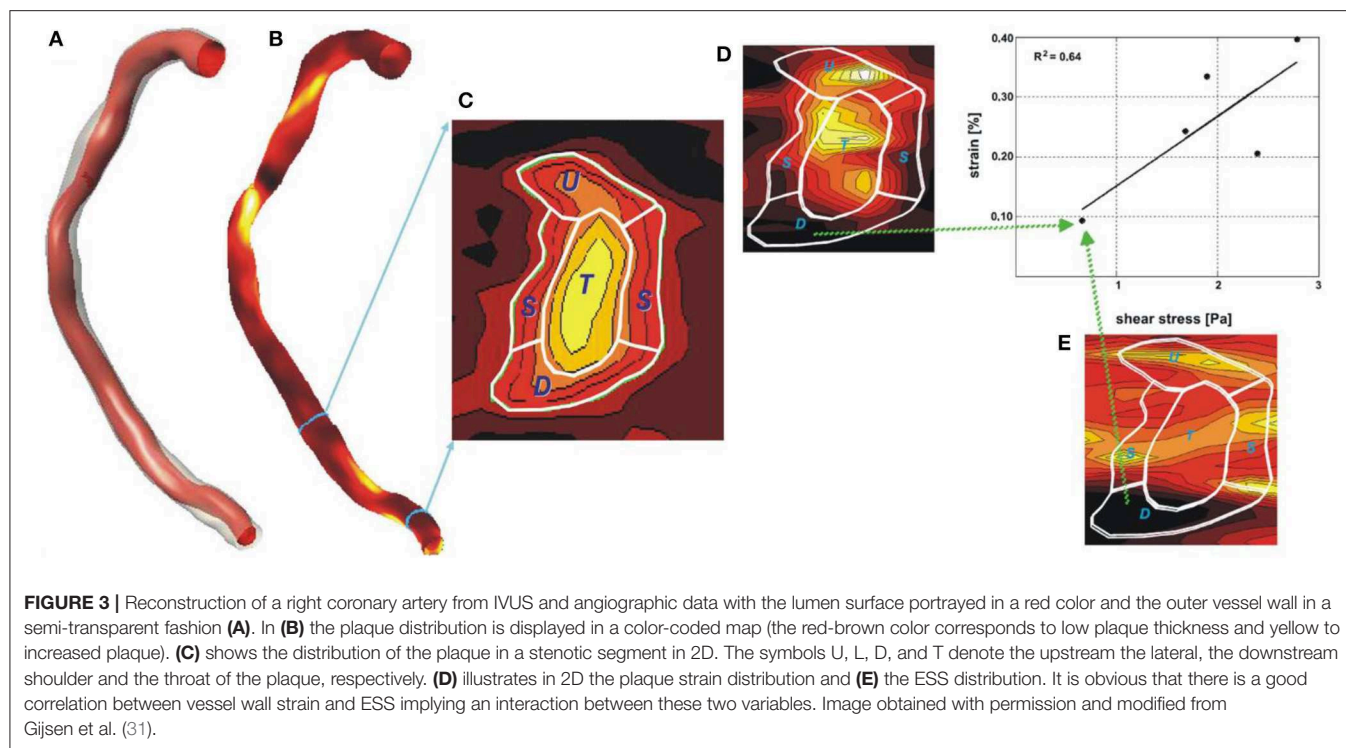 A
B
C
U
T
S
S
D
D
U
T
S
S
D
R² = 0.64
0,40
0,30
0,20
0,10
strain [%]
1
2
3
shear stress [Pa]
E
U
T
S
S
D
FIGURE 3 | Reconstruction of a right coronary artery from IVUS and angiographic data with the lumen surface portrayed in a red color and the outer vessel wall in a
semi-transparent fashion (A). In (B) the plaque distribution is displayed in a color-coded map (the red-brown color corresponds to low plaque thickness and yellow to
increased plaque). (C) shows the distribution of the plaque in a stenotic segment in 2D. The symbols U, L, D, and T denote the upstream the lateral, the downstream
shoulder and the throat of the plaque, respectively. (D) illustrates in 2D the plaque strain distribution and (E) the ESS distribution. It is obvious that there is a good
correlation between vessel wall strain and ESS implying an interaction between these two variables. Image obtained with permission and modified from
Gijsen et al. (31).